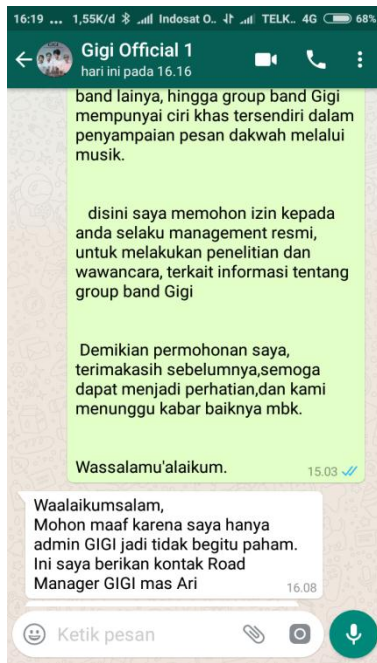 16:19 ... 1,55K/d Indosat O.. TELK.. 4G 68%
Gigi Official 1
hari ini pada 16.16
band lainya, hingga group band Gigi
mempunyai ciri khas tersendiri dalam
penyampaian pesan dakwah melalui
musik.
disini saya memohon izin kepada
anda selaku management resmi,
untuk melakukan penelitian dan
wawancara, terkait informasi tentang
group band Gigi
Demikian permohonan saya,
terimakasih sebelumnya,semoga
dapat menjadi perhatian,dan kami
menunggu kabar baiknya mbk.
Wassalamu'alaikum.
15.03
Waalaikumsalam,
Mohon maaf karena saya hanya
admin GIGI jadi tidak begitu paham.
Ini saya berikan kontak Road
Manager GIGI mas Ari
16.08
Ketik pesan